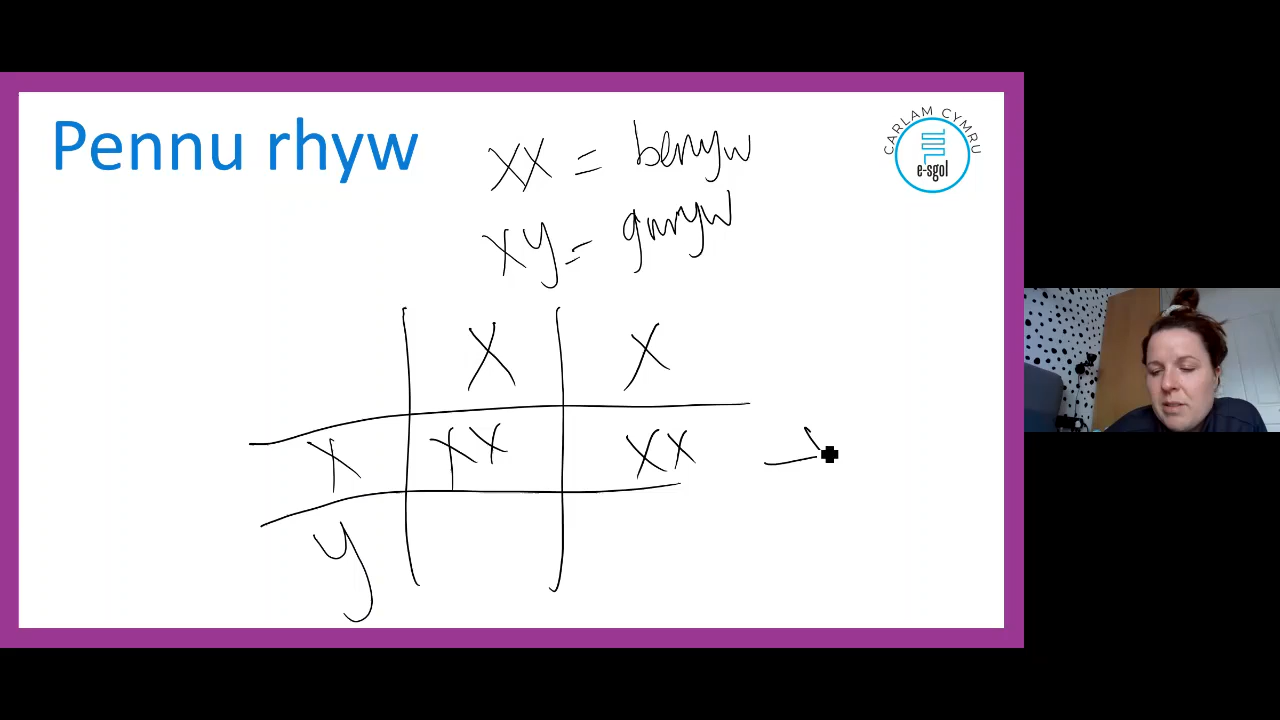 Pennu rhyw
CARLAM CYMRU
e-sgol
XX = benyw
Xy = gwryw
X X
X XX XX
y